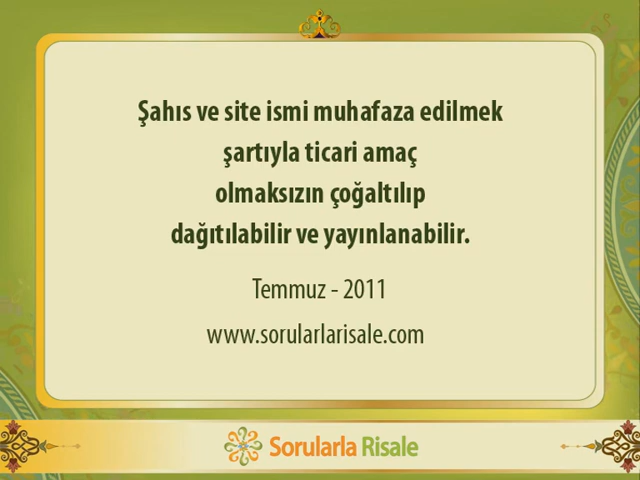 Şahıs ve site ismi muhafaza edilmek
şartıyla ticari amaç
olmaksızın çoğaltılıp
dağıtılabilir ve yayınlanabilir.
Temmuz - 2011
www.sorularlarisale.com
Sorularla Risale